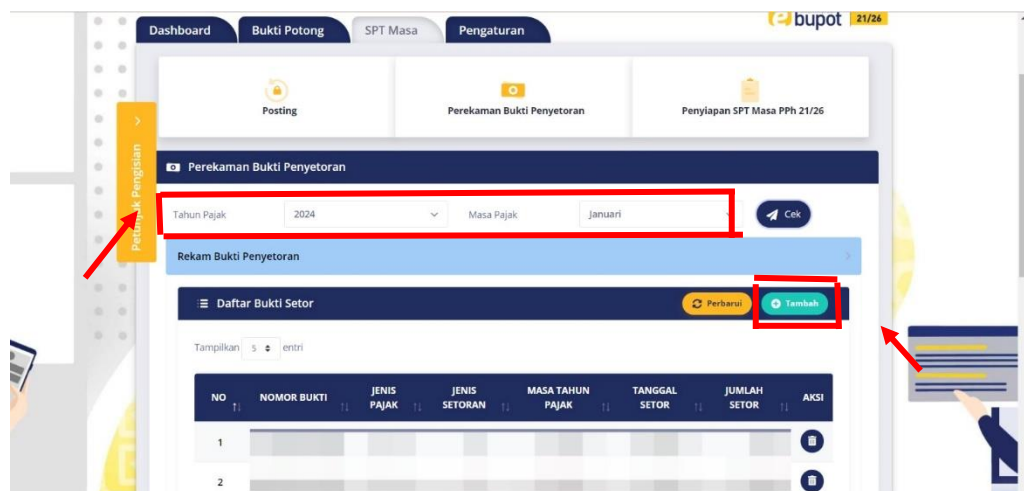 bupot 21/26
Dashboard Bukti Potong SPT Masa Pengaturan
Posting Perekaman Bukti Penyetoran Penyiapan SPT Masa PPh 21/26
Petunjuk Pengisian
Perekaman Bukti Penyetoran
Tahun Pajak 2024 Masa Pajak Januari Cek
Rekam Bukti Penyetoran
Daftar Bukti Setor Perbarui Tambah
Tampilkan 5 entri
NO NOMOR BUKTI JENIS PAJAK JENIS SETORAN MASA TAHUN PAJAK TANGGAL SETOR JUMLAH SETOR AKSI
1
2